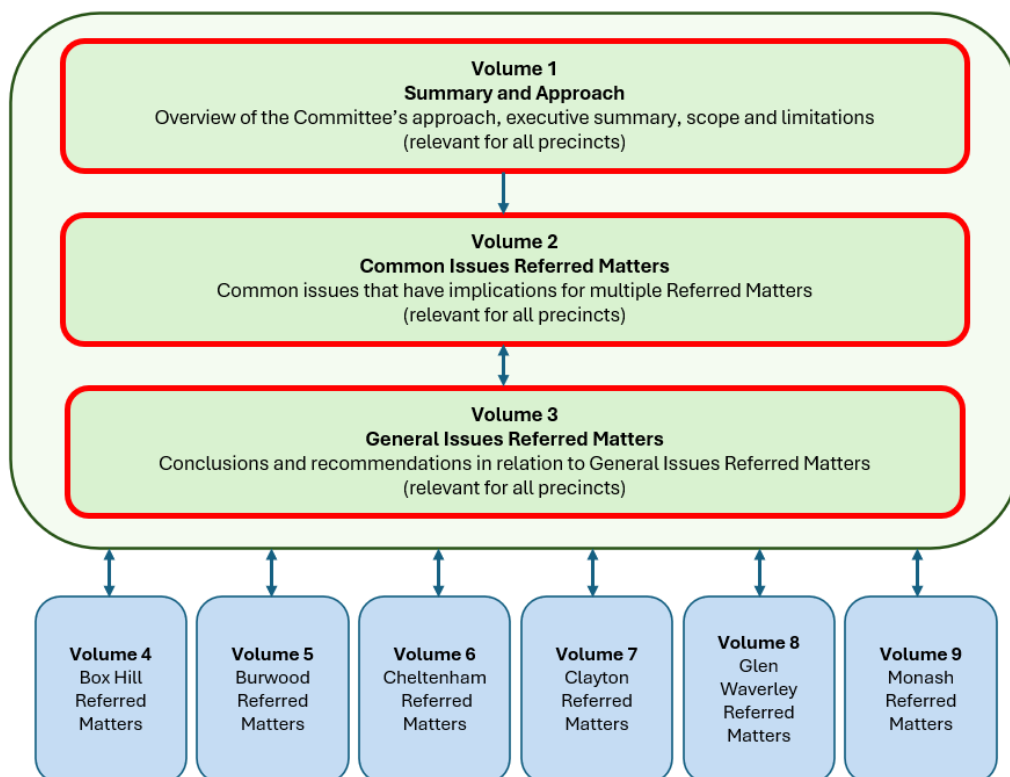 Volume 1
Summary and Approach
Overview of the Committee's approach, executive summary, scope and limitations
(relevant for all precincts)
Volume 2
Common Issues Referred Matters
Common issues that have implications for multiple Referred Matters
(relevant for all precincts)
Volume 3
General Issues Referred Matters
Conclusions and recommendations in relation to General Issues Referred Matters
(relevant for all precincts)
Volume 4
Box Hill
Referred
Matters
Volume 5
Burwood
Referred
Matters
Volume 6
Cheltenham
Referred
Matters
Volume 7
Clayton
Referred
Matters
Volume 8
Glen
Waverley
Referred
Matters
Volume 9
Monash
Referred
Matters